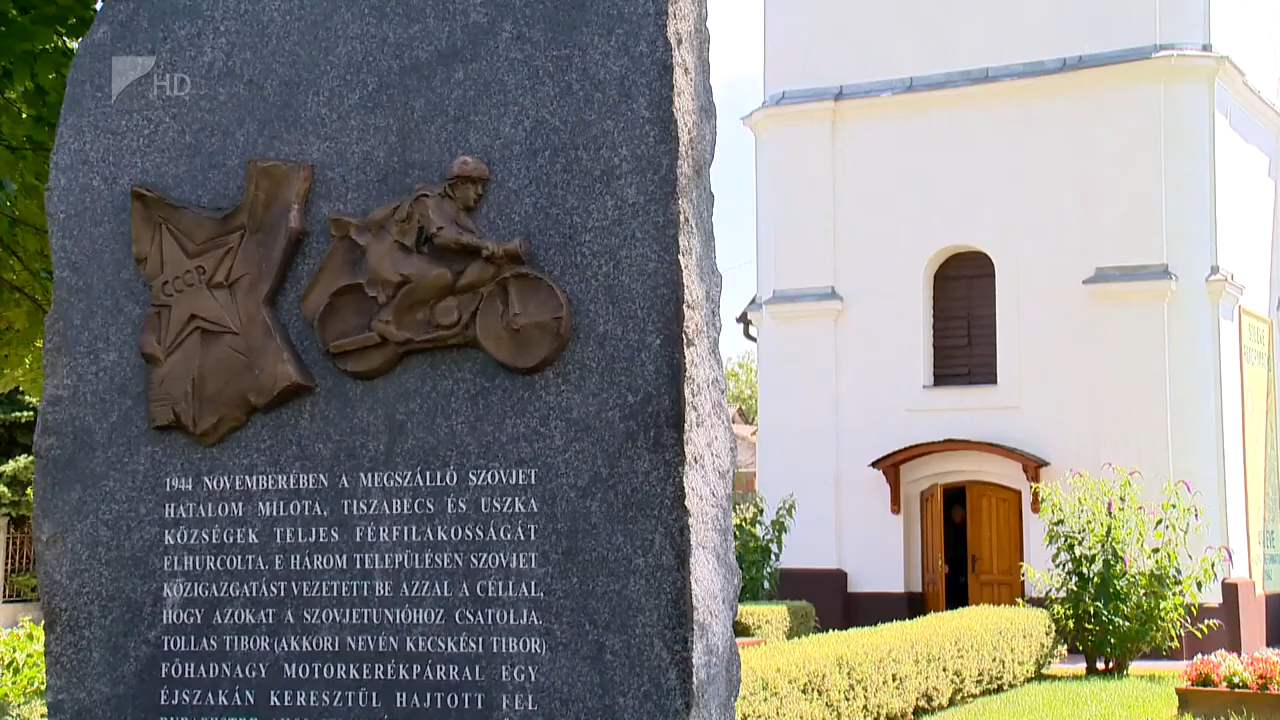 HD
СССР
1944 NOVEMBERÉBEN A MEGSZÁLLÓ SZOVJET
HATALOM MILOTA, TISZABECS ÉS USZKA
KÖZSÉGEK TELJES FÉRFILAKOSSÁGÁT
ELHURCOLTA. E HÁROM TELEPÜLÉSEN SZOVJET
KÖZIGAZGATÁST VEZETETT BE AZZAL A CÉLLAL,
HOGY AZOKAT A SZOVJETUNIÓHOZ CSATOLJA.
TOLLAS TIBOR (AKKORI NEVÉN KECSKÉSI TIBOR)
FŐHADNAGY MOTORKERÉKPÁRRAL EGY
ÉJSZAKÁN KERESZTÜL HAJTOTT FEL